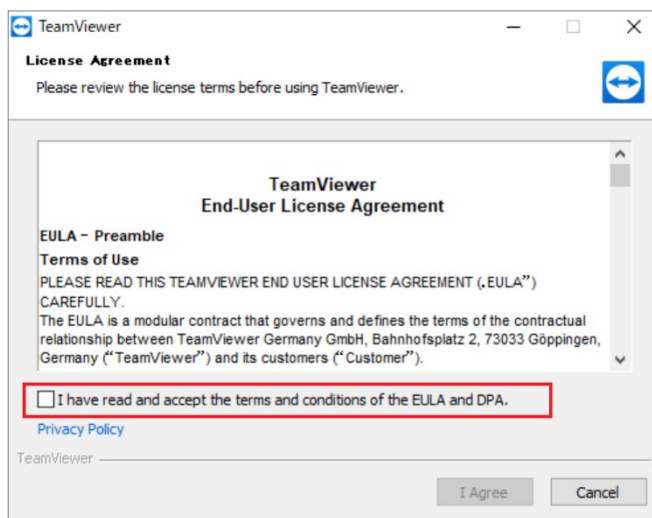 TeamViewer
License Agreement
Please review the license terms before using TeamViewer.
TeamViewer
End-User License Agreement
EULA - Preamble
Terms of Use
PLEASE READ THIS TEAMVIEWER END USER LICENSE AGREEMENT („EULA”)
CAREFULLY.
The EULA is a modular contract that governs and defines the terms of the contractual
relationship between TeamViewer Germany GmbH, Bahnhofsplatz 2, 73033 Göppingen,
Germany (“TeamViewer”) and its customers (“Customer”).
I have read and accept the terms and conditions of the EULA and DPA.
Privacy Policy
TeamViewer
I Agree
Cancel